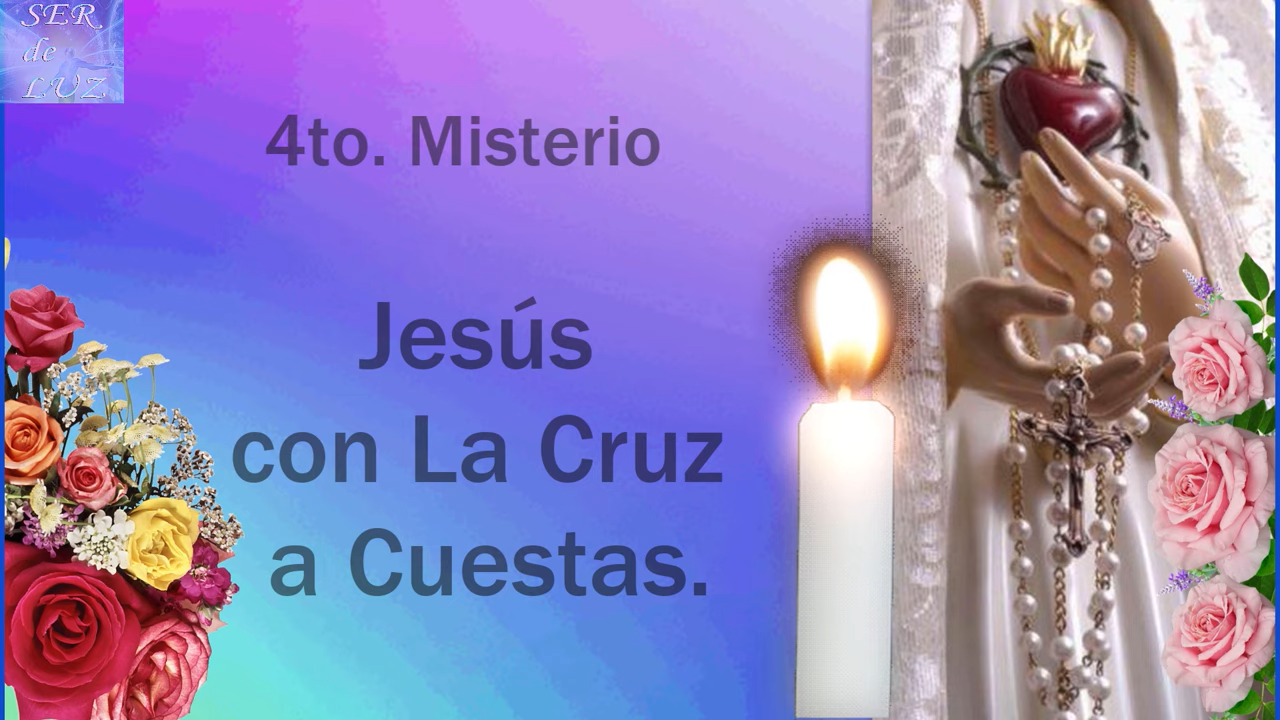 SER
de
LUZ
4to. Misterio
Jesús
con La Cruz
a Cuestas.